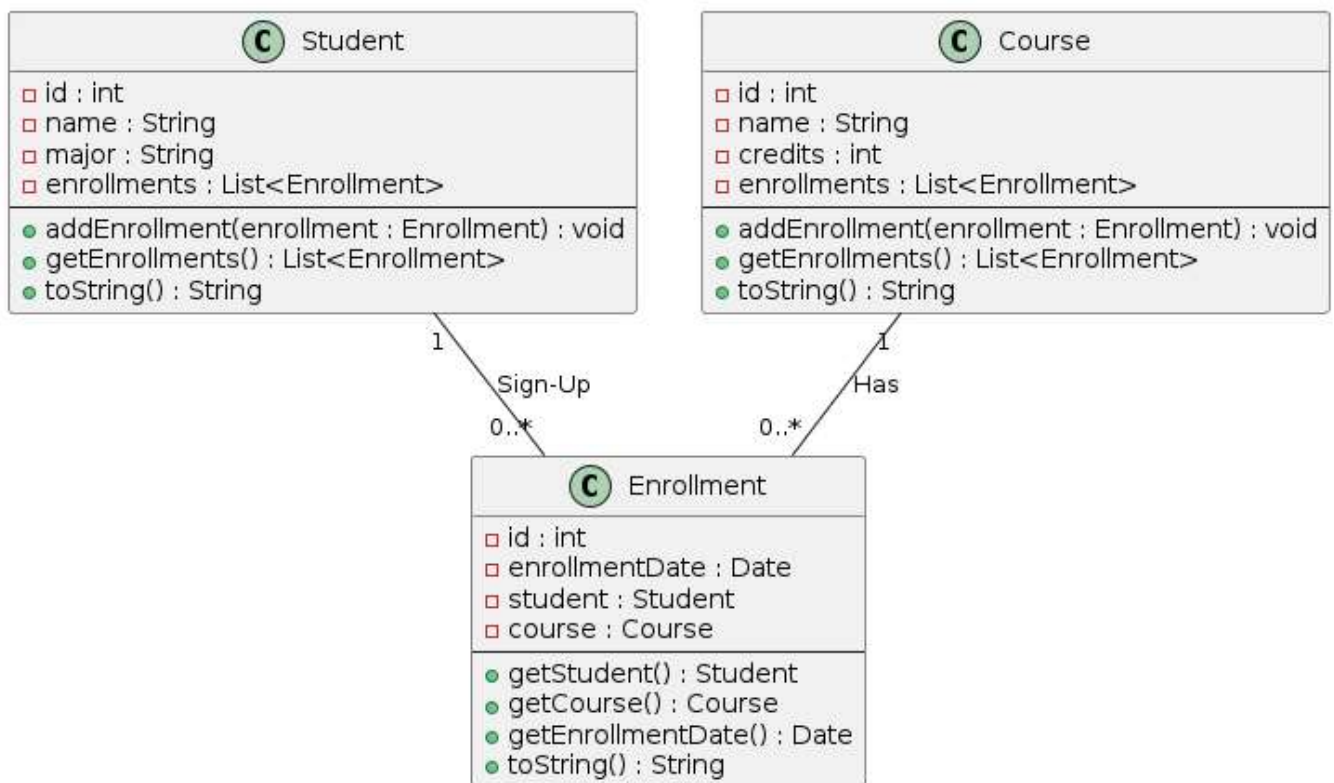 C Student
id : int
name : String
major : String
enrollments : List<Enrollment>
addEnrollment(enrollment : Enrollment) : void
getEnrollments() : List<Enrollment>
toString() : String
C Course
id : int
name : String
credits : int
enrollments : List<Enrollment>
addEnrollment(enrollment : Enrollment) : void
getEnrollments() : List<Enrollment>
toString() : String
1
Sign-Up
0..*
1
Has
0..*
C Enrollment
id : int
enrollmentDate : Date
student : Student
course : Course
getStudent() : Student
getCourse() : Course
getEnrollmentDate() : Date
toString() : String